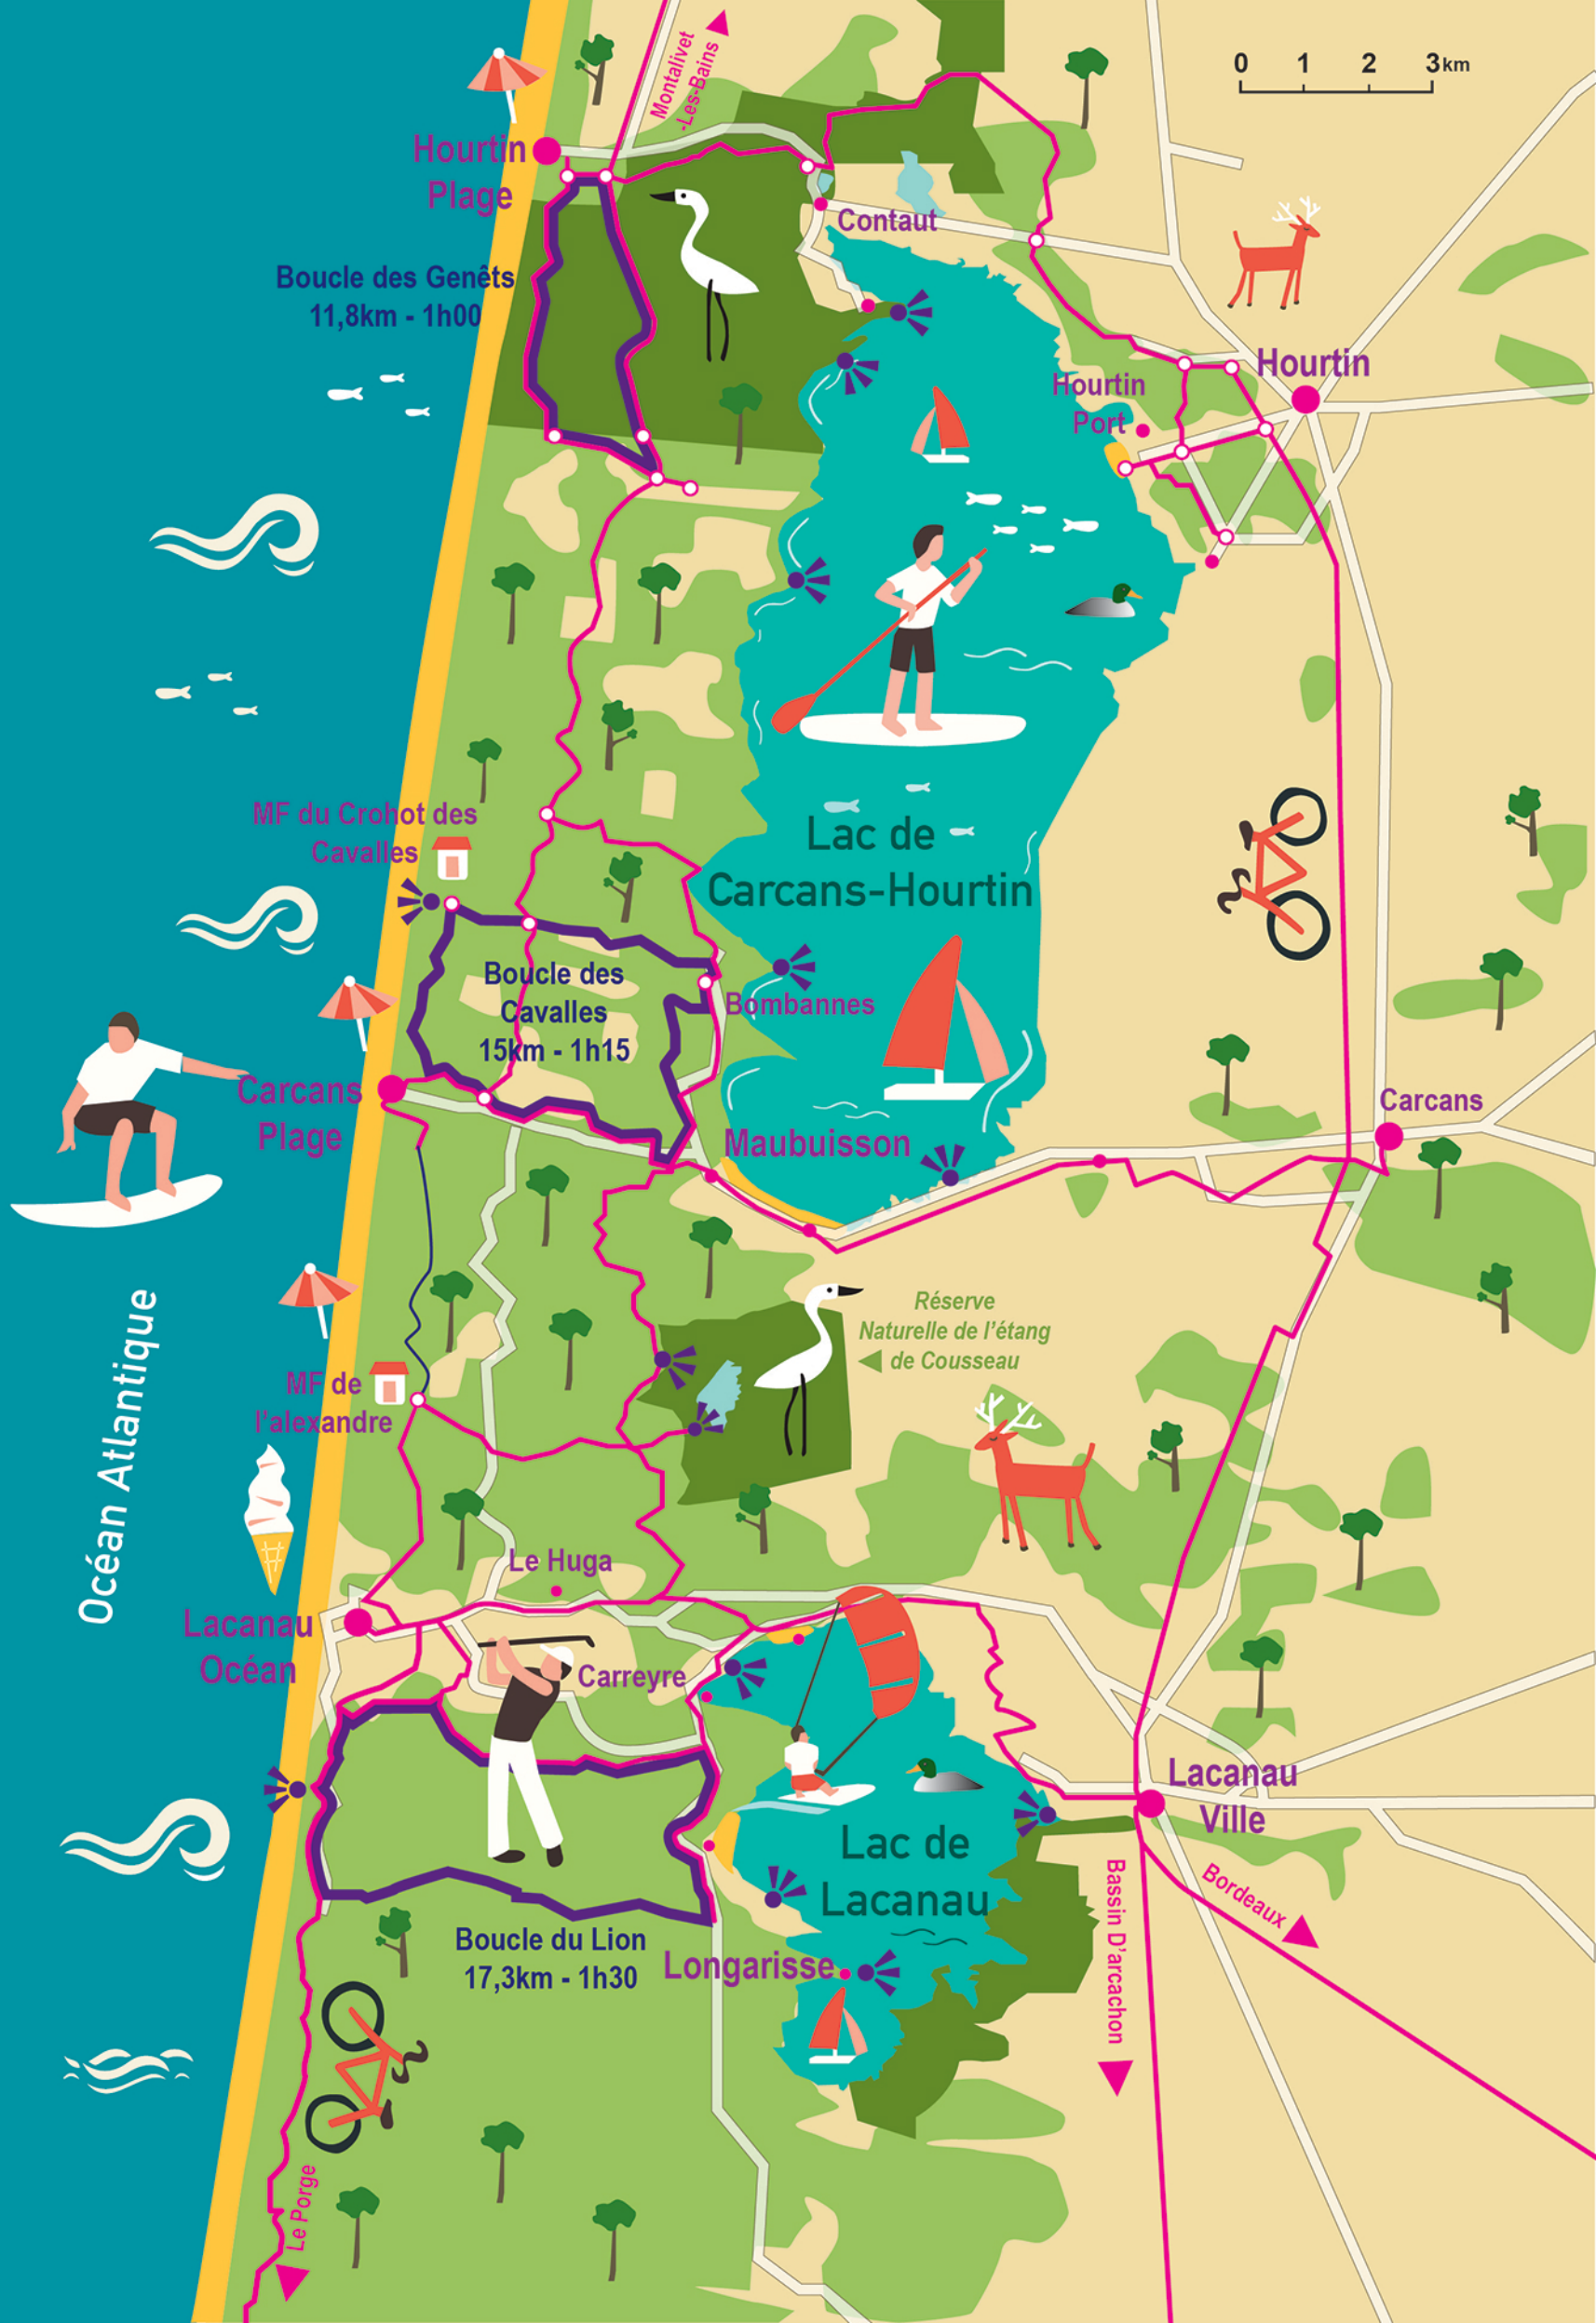 0 1 2 3 km
Montalivet
-Les-Bains
Hourtin
Plage
Contaut
Boucle des Genêts
11,8km - 1h00
Hourtin
Hourtin
Port
MF du Crohot des
Cavalles
Lac de
Carcans-Hourtin
Boucle des
Cavalles
15km - 1h15
Bombannes
Carcans
Plage
Carcans
Maubuisson
Océan Atlantique
Réserve
Naturelle de l'étang
de Cousseau
MF de
l'alexandre
Le Huga
Lacanau
Océan
Carreyre
Lacanau
Ville
Lac de
Lacanau
Bassin D'arcachon
Bordeaux
Boucle du Lion
17,3km - 1h30
Longarisse
Le Porge